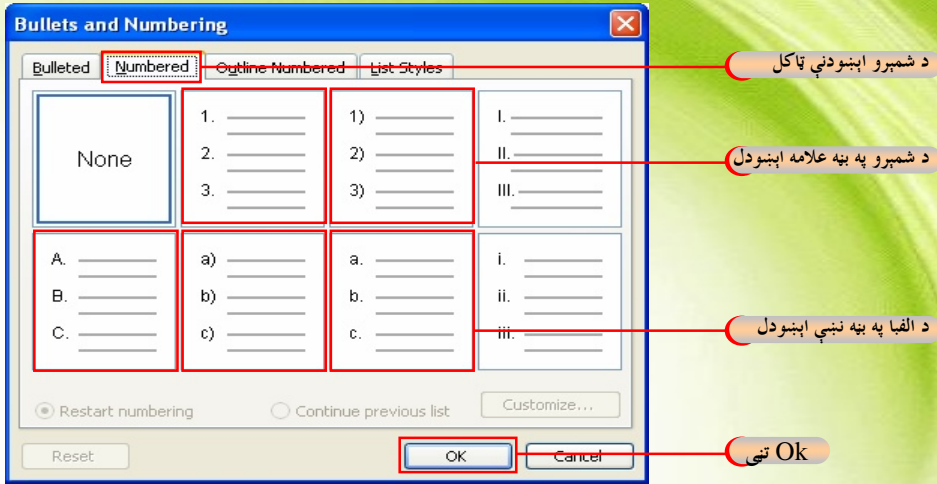 Bullets and Numbering
Bulleted
Numbered
Outline Numbered
List Styles
None
1.
2.
3.
1)
2)
3)
I.
II.
III.
A.
B.
C.
a)
b)
c)
a.
b.
c.
i.
ii.
iii.
Restart numbering
Continue previous list
Customize...
Reset
OK
Cancel
د شمېرو اېښودنې ټاکل
د شمېرو په بڼه علامه اېښودل
د الفبا په بڼه نښې اېښودل
Ok تڼۍ